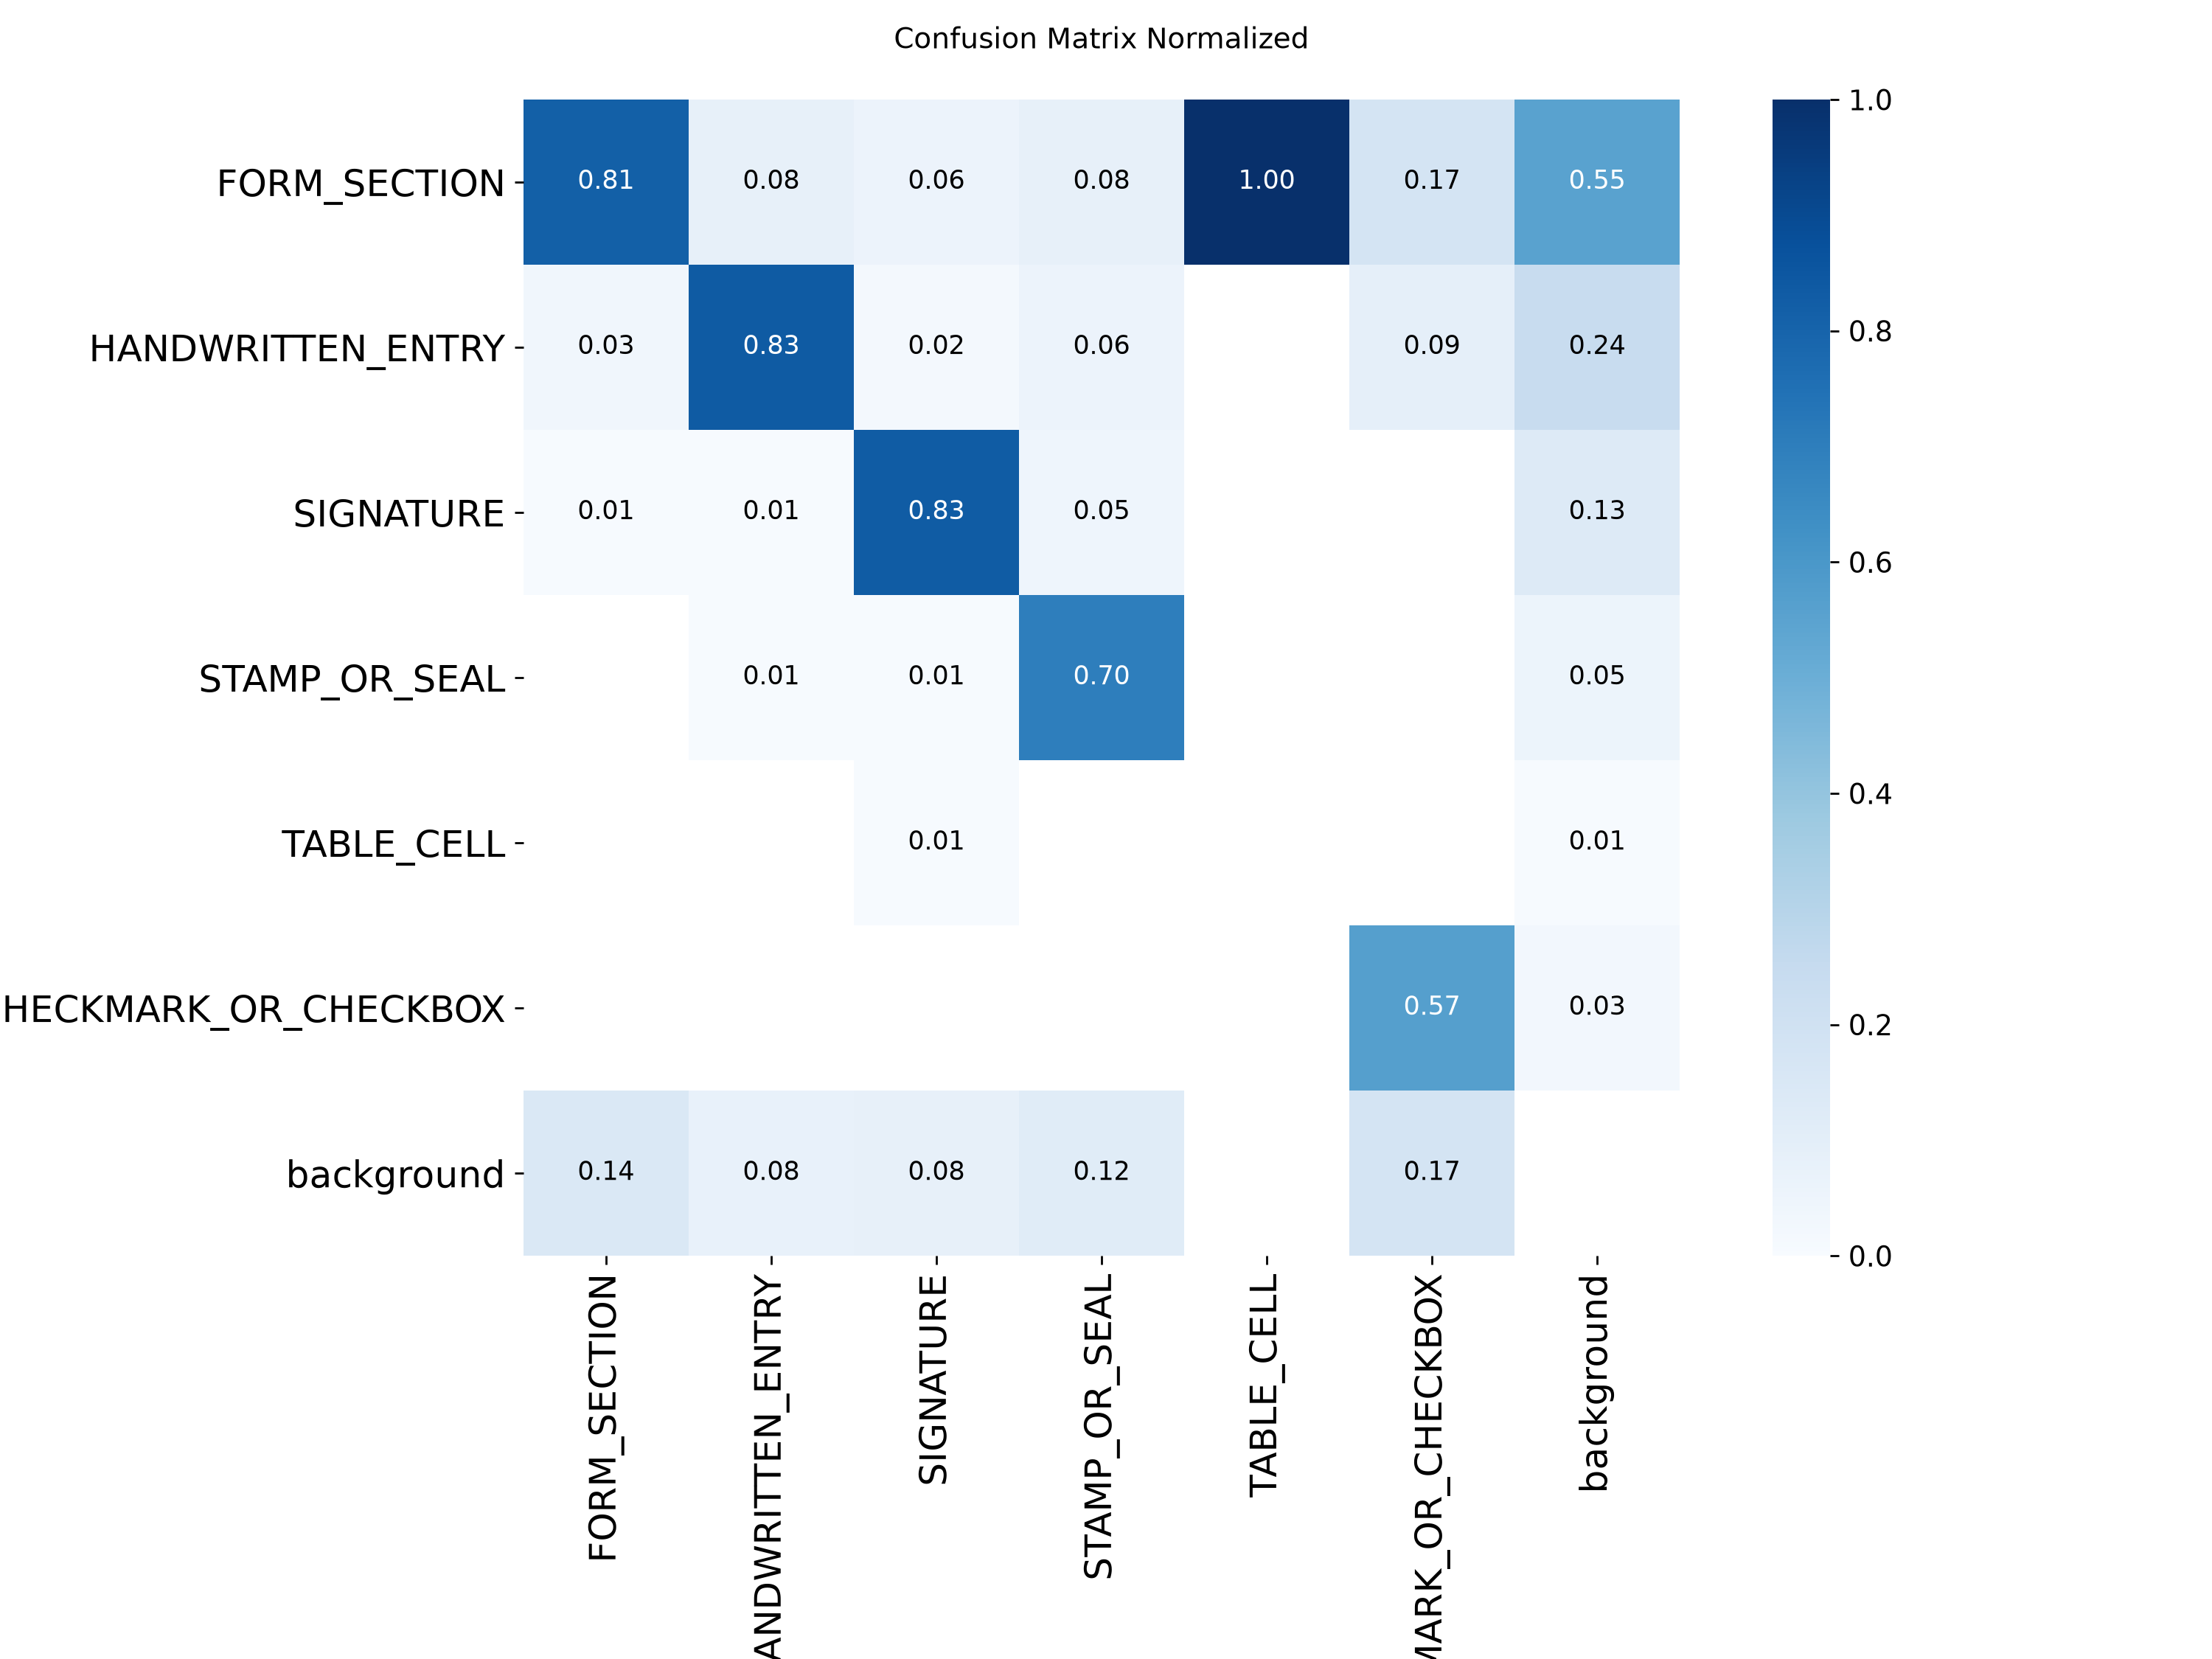 Confusion Matrix Normalized
1.0
FORM_SECTION 0.81 0.08 0.06 0.08 1.00 0.17 0.55
0.8
HANDWRITTEN_ENTRY 0.03 0.83 0.02 0.06 0.09 0.24
SIGNATURE 0.01 0.01 0.83 0.05 0.13
0.6
STAMP_OR_SEAL 0.01 0.01 0.70 0.05
0.4
TABLE_CELL 0.01 0.01
HECKMARK_OR_CHECKBOX 0.57 0.03
0.2
background 0.14 0.08 0.08 0.12 0.17
0.0
FORM_SECTION
ANDWRITTEN_ENTRY
SIGNATURE
STAMP_OR_SEAL
TABLE_CELL
MARK_OR_CHECKBOX
background